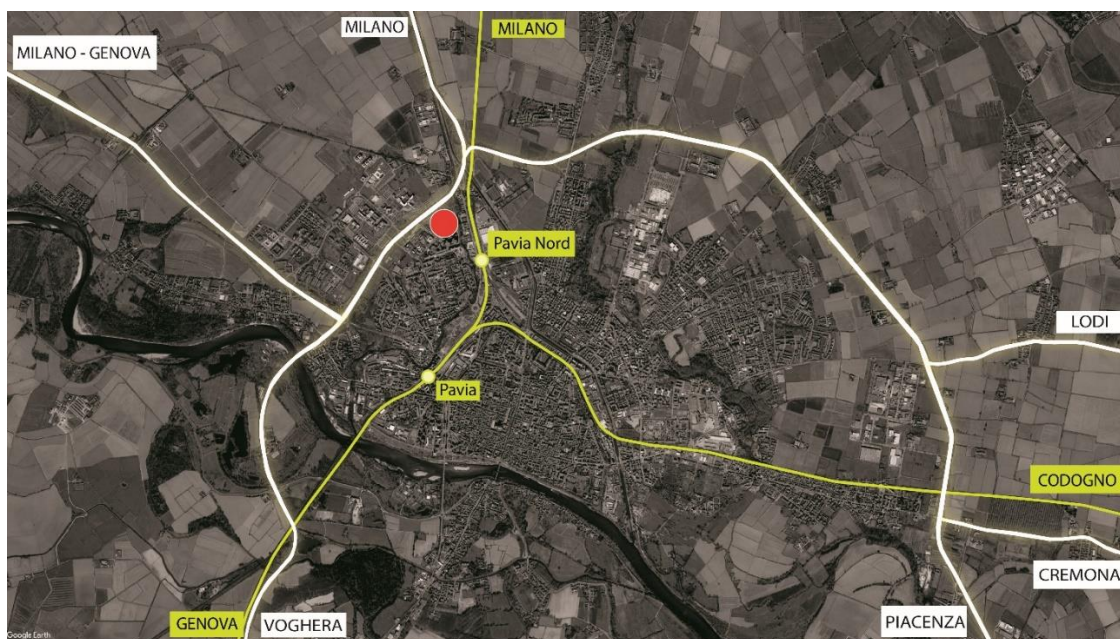 MILANO
MILANO
MILANO - GENOVA
Pavia Nord
LODI
Pavia
CODOGNO
CREMONA
GENOVA
VOGHERA
PIACENZA
Google Earth